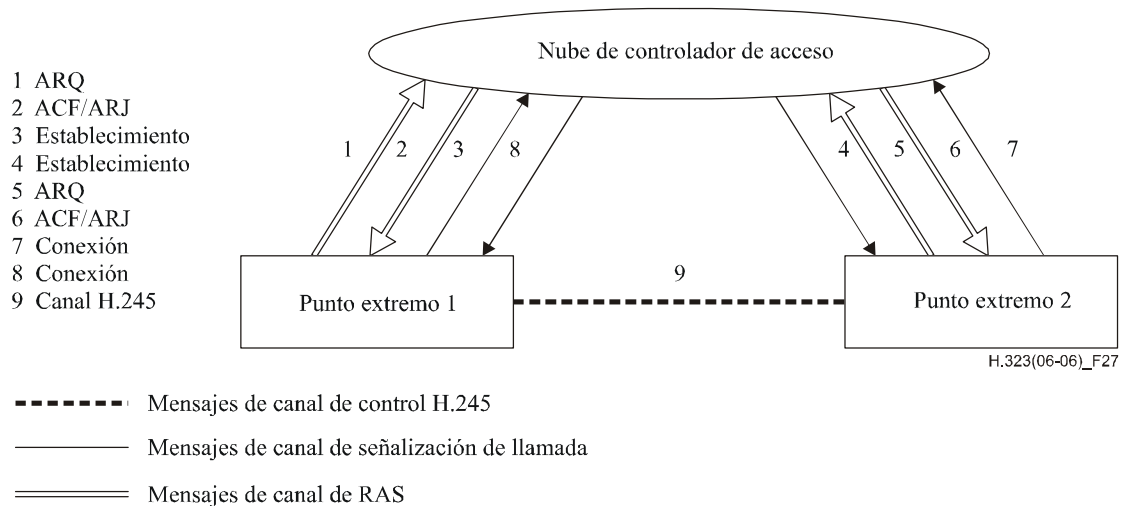 Nube de controlador de acceso
1 ARQ
2 ACF/ARJ
3 Establecimiento
4 Establecimiento
5 ARQ
6 ACF/ARJ
7 Conexión
8 Conexión
9 Canal H.245
1 2 3 8 4 5 6 7
9
Punto extremo 1
Punto extremo 2
H.323(06-06)_F27
Mensajes de canal de control H.245
Mensajes de canal de señalización de llamada
Mensajes de canal de RAS